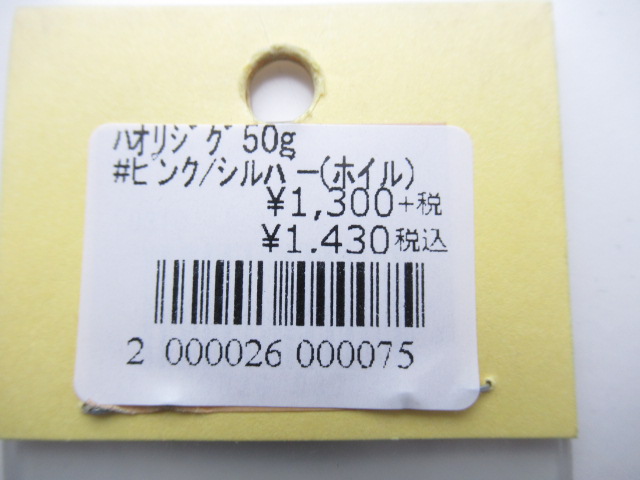 ﾊｵﾘｼﾞｸﾞ 50g
#ピンク/シルバー(ホイル)
¥1,300+税
¥1.430税込
2 000026 000075